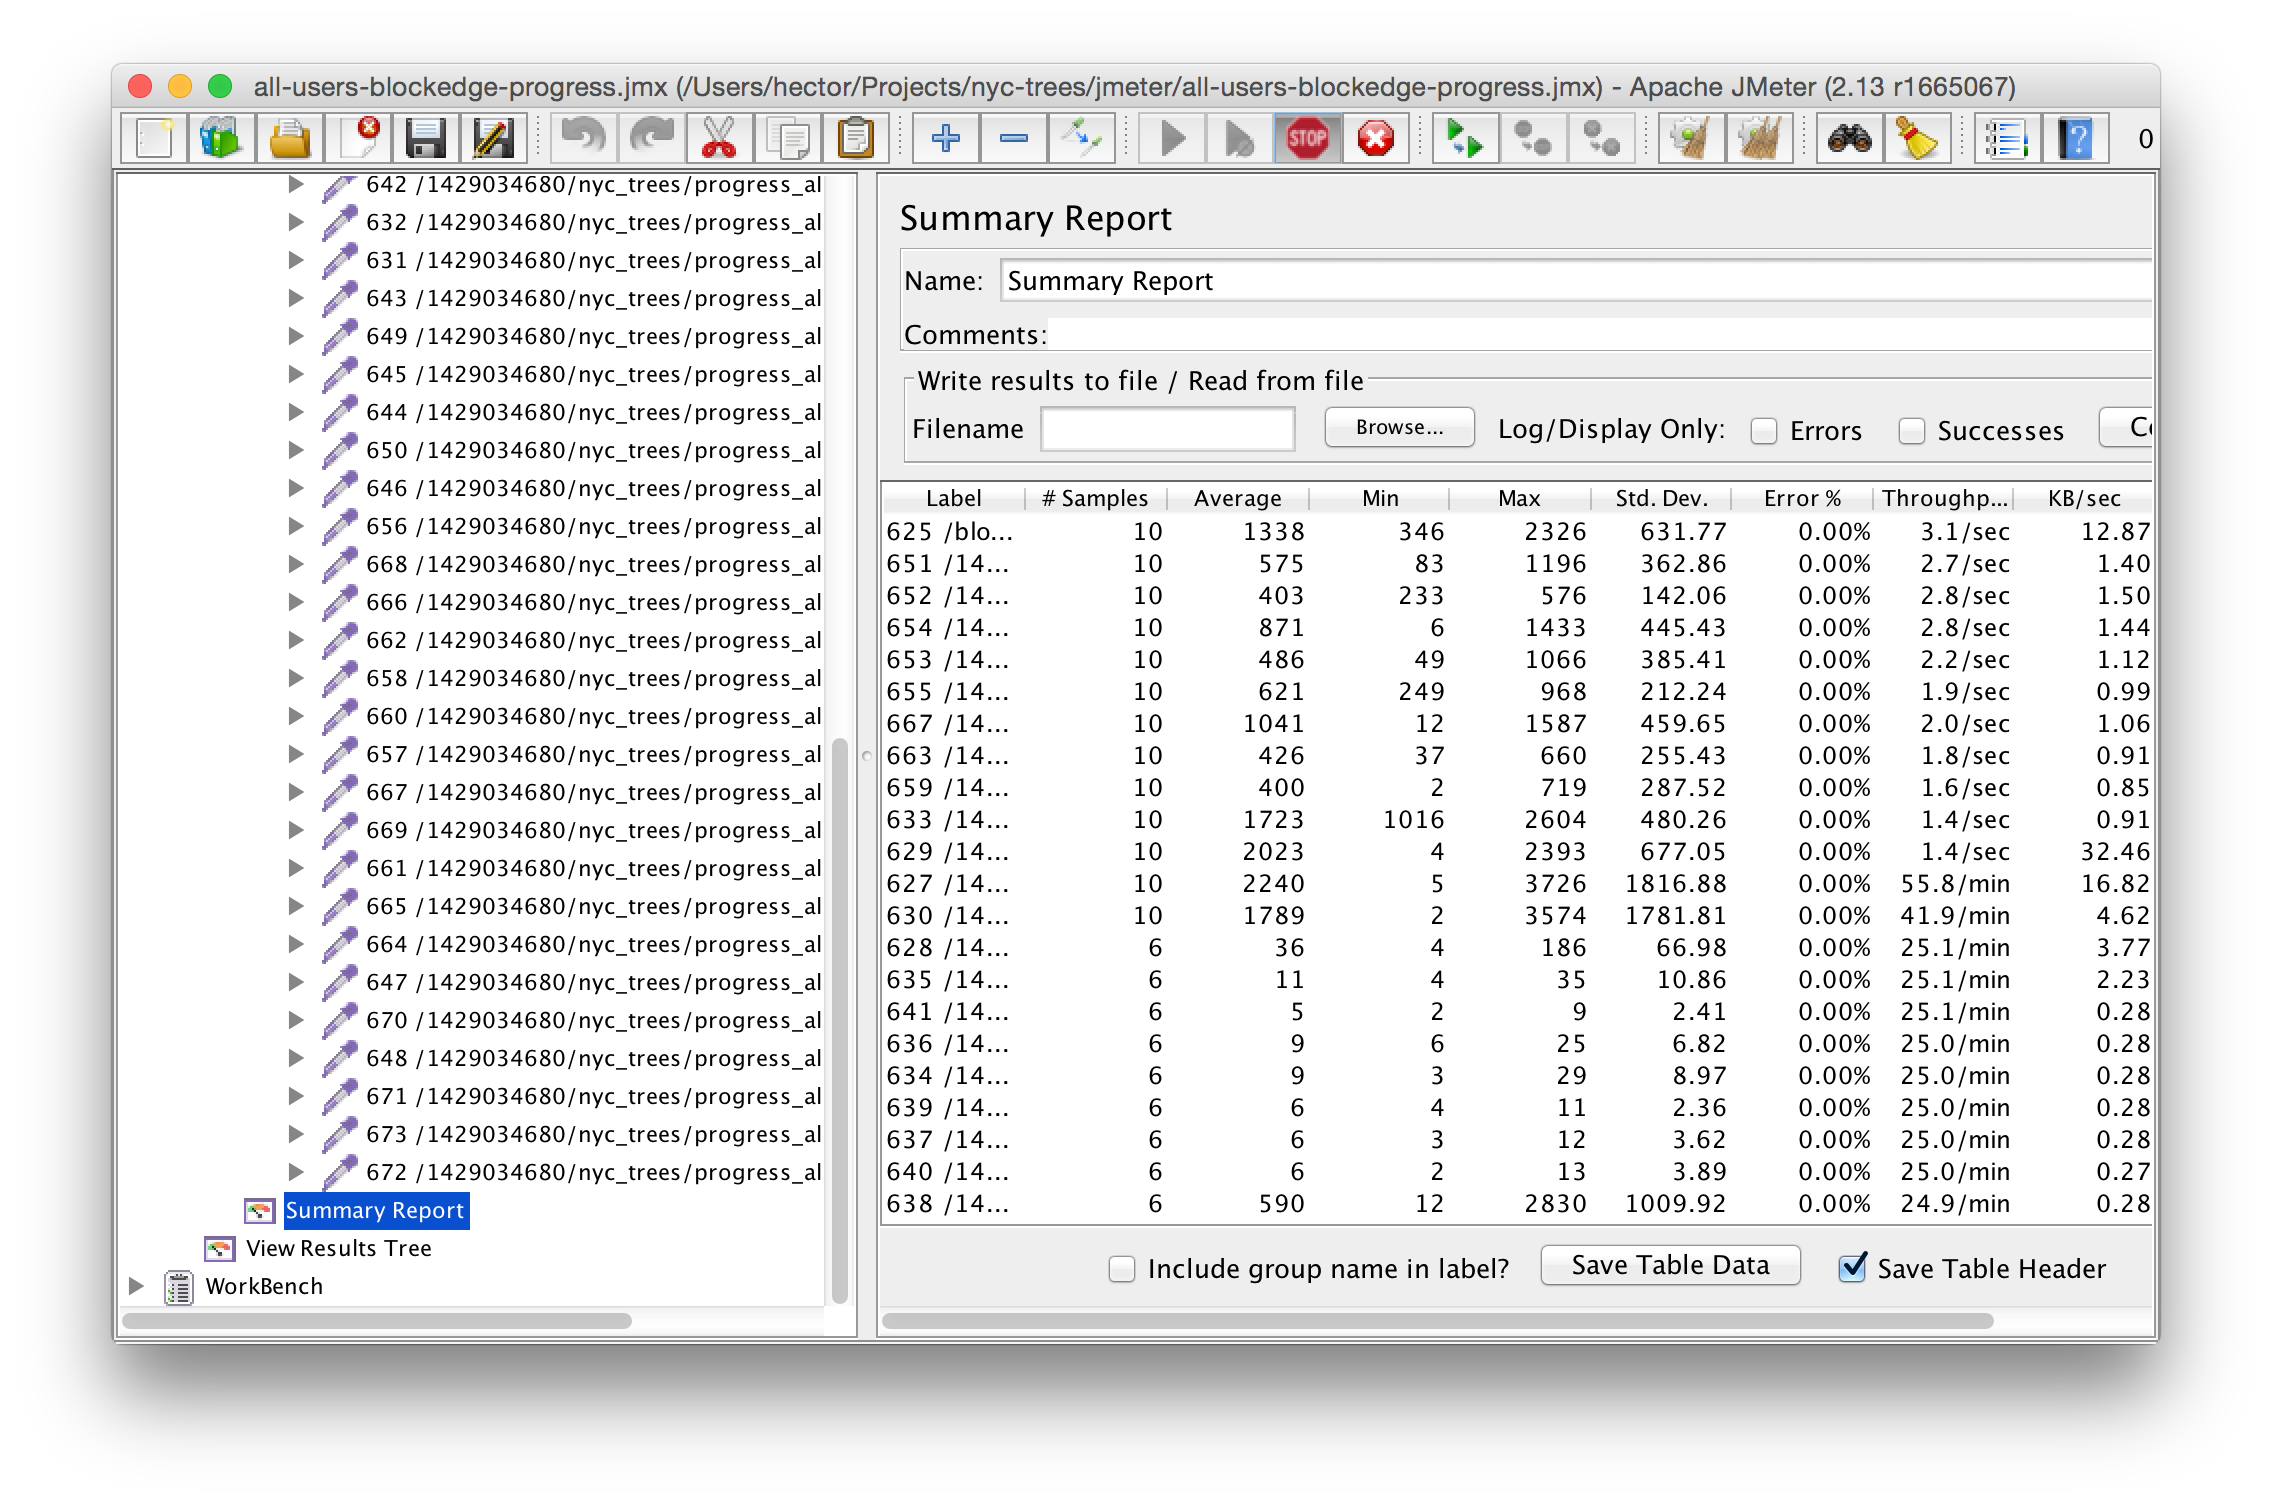 all-users-blockedge-progress.jmx (/Users/hector/Projects/nyc-trees/jmeter/all-users-blockedge-progress.jmx) - Apache JMeter (2.13 r1665067)
STOP
?
0
642 /1429034680/nyc_trees/progress_al
632 /1429034680/nyc_trees/progress_al
631 /1429034680/nyc_trees/progress_al
643 /1429034680/nyc_trees/progress_al
649 /1429034680/nyc_trees/progress_al
645 /1429034680/nyc_trees/progress_al
644 /1429034680/nyc_trees/progress_al
650 /1429034680/nyc_trees/progress_al
646 /1429034680/nyc_trees/progress_al
656 /1429034680/nyc_trees/progress_al
668 /1429034680/nyc_trees/progress_al
666 /1429034680/nyc_trees/progress_al
662 /1429034680/nyc_trees/progress_al
658 /1429034680/nyc_trees/progress_al
660 /1429034680/nyc_trees/progress_al
657 /1429034680/nyc_trees/progress_al
667 /1429034680/nyc_trees/progress_al
669 /1429034680/nyc_trees/progress_al
661 /1429034680/nyc_trees/progress_al
665 /1429034680/nyc_trees/progress_al
664 /1429034680/nyc_trees/progress_al
647 /1429034680/nyc_trees/progress_al
670 /1429034680/nyc_trees/progress_al
648 /1429034680/nyc_trees/progress_al
671 /1429034680/nyc_trees/progress_al
673 /1429034680/nyc_trees/progress_al
672 /1429034680/nyc_trees/progress_al
Summary Report
View Results Tree
WorkBench
Summary Report
Name: Summary Report
Comments:
Write results to file / Read from file
Filename Browse... Log/Display Only: Errors Successes Co
Label # Samples Average Min Max Std. Dev. Error % Throughp... KB/sec
625 /blo... 10 1338 346 2326 631.77 0.00% 3.1/sec 12.87
651 /14... 10 575 83 1196 362.86 0.00% 2.7/sec 1.40
652 /14... 10 403 233 576 142.06 0.00% 2.8/sec 1.50
654 /14... 10 871 6 1433 445.43 0.00% 2.8/sec 1.44
653 /14... 10 486 49 1066 385.41 0.00% 2.2/sec 1.12
655 /14... 10 621 249 968 212.24 0.00% 1.9/sec 0.99
667 /14... 10 1041 12 1587 459.65 0.00% 2.0/sec 1.06
663 /14... 10 426 37 660 255.43 0.00% 1.8/sec 0.91
659 /14... 10 400 2 719 287.52 0.00% 1.6/sec 0.85
633 /14... 10 1723 1016 2604 480.26 0.00% 1.4/sec 0.91
629 /14... 10 2023 4 2393 677.05 0.00% 1.4/sec 32.46
627 /14... 10 2240 5 3726 1816.88 0.00% 55.8/min 16.82
630 /14... 10 1789 2 3574 1781.81 0.00% 41.9/min 4.62
628 /14... 6 36 4 186 66.98 0.00% 25.1/min 3.77
635 /14... 6 11 4 35 10.86 0.00% 25.1/min 2.23
641 /14... 6 5 2 9 2.41 0.00% 25.1/min 0.28
636 /14... 6 9 6 25 6.82 0.00% 25.0/min 0.28
634 /14... 6 9 3 29 8.97 0.00% 25.0/min 0.28
639 /14... 6 6 4 11 2.36 0.00% 25.0/min 0.28
637 /14... 6 6 3 12 3.62 0.00% 25.0/min 0.28
640 /14... 6 6 2 13 3.89 0.00% 25.0/min 0.27
638 /14... 6 590 12 2830 1009.92 0.00% 24.9/min 0.28
Include group name in label? Save Table Data Save Table Header